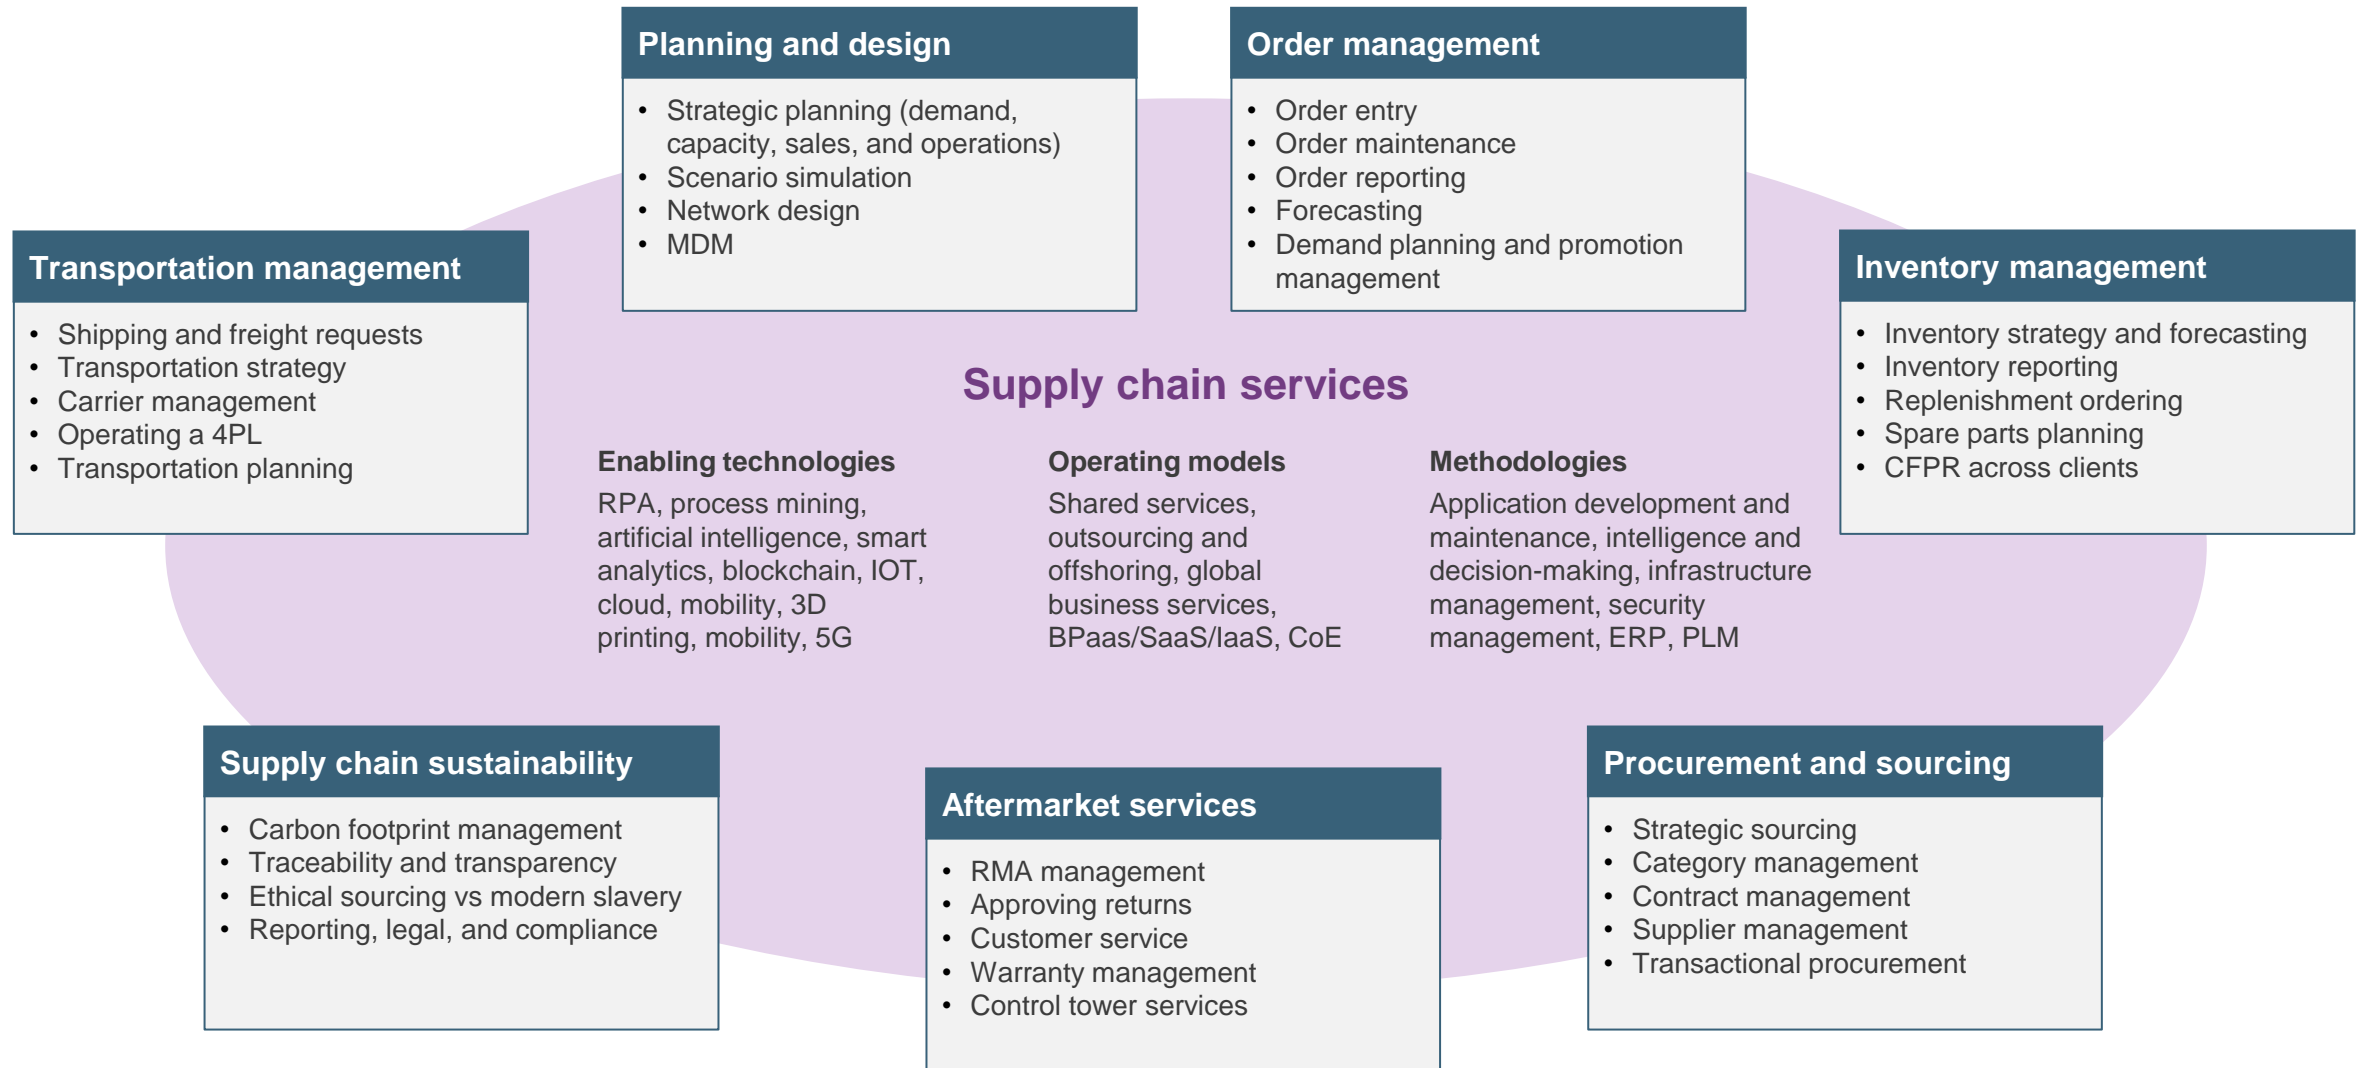 Planning and design
• Strategic planning (demand,
capacity, sales, and operations)
• Scenario simulation
• Network design
• MDM
Order management
• Order entry
• Order maintenance
• Order reporting
• Forecasting
• Demand planning and promotion
management
Transportation management
• Shipping and freight requests
• Transportation strategy
• Carrier management
• Operating a 4PL
• Transportation planning
Inventory management
• Inventory strategy and forecasting
• Inventory reporting
• Replenishment ordering
• Spare parts planning
• CFPR across clients
Supply chain services
Enabling technologies
RPA, process mining,
artificial intelligence, smart
analytics, blockchain, IOT,
cloud, mobility, 3D
printing, mobility, 5G
Operating models
Shared services,
outsourcing and
offshoring, global
business services,
BPaas/SaaS/IaaS, CoE
Methodologies
Application development and
maintenance, intelligence and
decision-making, infrastructure
management, security
management, ERP, PLM
Supply chain sustainability
• Carbon footprint management
• Traceability and transparency
• Ethical sourcing vs modern slavery
• Reporting, legal, and compliance
Aftermarket services
• RMA management
• Approving returns
• Customer service
• Warranty management
• Control tower services
Procurement and sourcing
• Strategic sourcing
• Category management
• Contract management
• Supplier management
• Transactional procurement